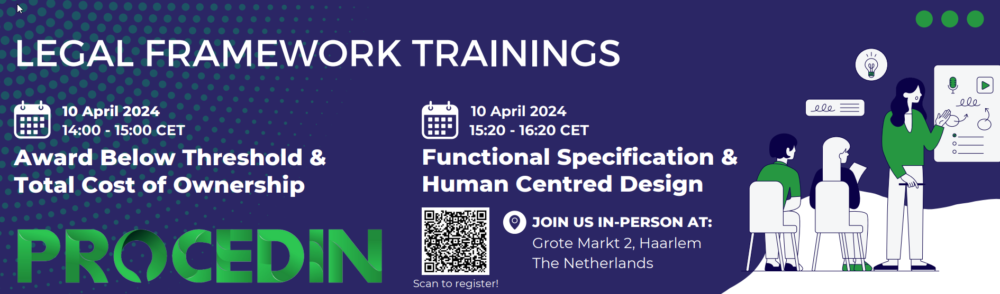 LEGAL FRAMEWORK TRAININGS
10 April 2024
14:00 - 15:00 CET
Award Below Threshold &
Total Cost of Ownership
10 April 2024
15:20 - 16:20 CET
Functional Specification &
Human Centred Design
PROCEDIN
Scan to register!
JOIN US IN-PERSON AT:
Grote Markt 2, Haarlem
The Netherlands